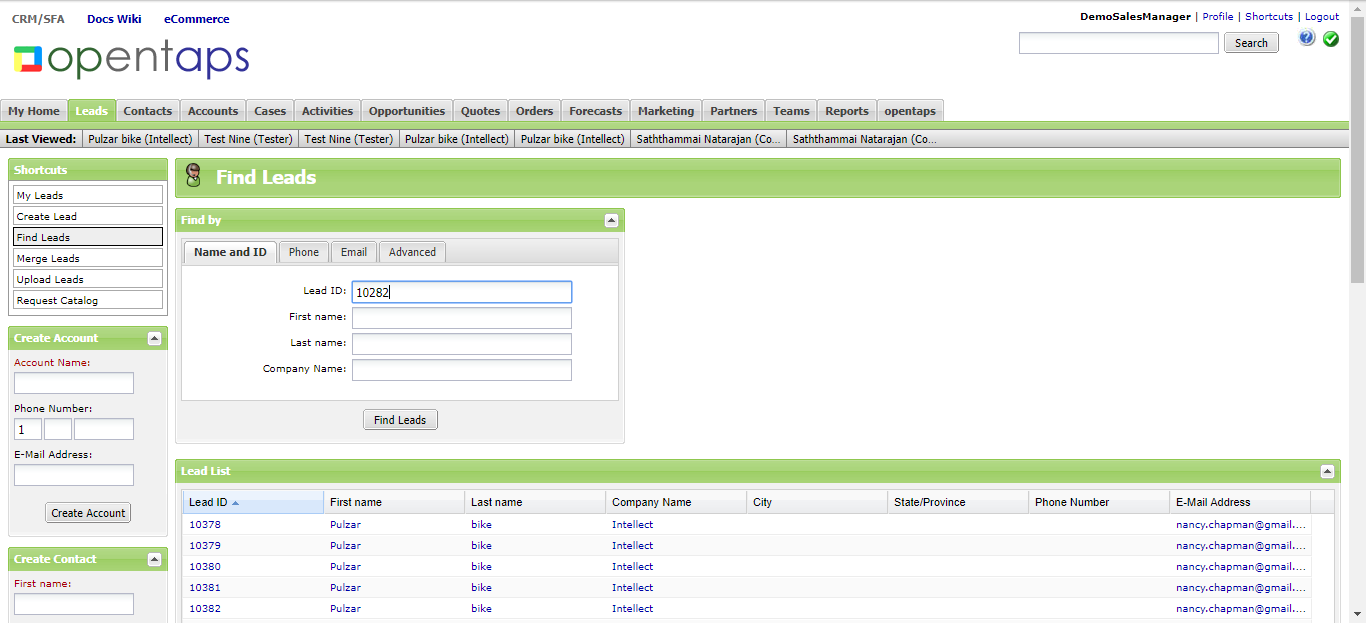 CRM/SFA Docs Wiki eCommerce
DemoSalesManager | Profile | Shortcuts | Logout
opentaps
Search
My Home Leads Contacts Accounts Cases Activities Opportunities Quotes Orders Forecasts Marketing Partners Teams Reports opentaps
Last Viewed: Pulzar bike (Intellect) Test Nine (Tester) Test Nine (Tester) Pulzar bike (Intellect) Pulzar bike (Intellect) Saththammai Natarajan (Co... Saththammai Natarajan (Co...
Shortcuts
My Leads
Create Lead
Find Leads
Merge Leads
Upload Leads
Request Catalog
Create Account
Account Name:
Phone Number:
1
E-Mail Address:
Create Account
Create Contact
First name:
Find Leads
Find by
Name and ID Phone Email Advanced
Lead ID: 10282
First name:
Last name:
Company Name:
Find Leads
Lead List
Lead ID First name Last name Company Name City State/Province Phone Number E-Mail Address
10378 Pulzar bike Intellect nancy.chapman@gmail....
10379 Pulzar bike Intellect nancy.chapman@gmail....
10380 Pulzar bike Intellect nancy.chapman@gmail....
10381 Pulzar bike Intellect nancy.chapman@gmail....
10382 Pulzar bike Intellect nancy.chapman@gmail....